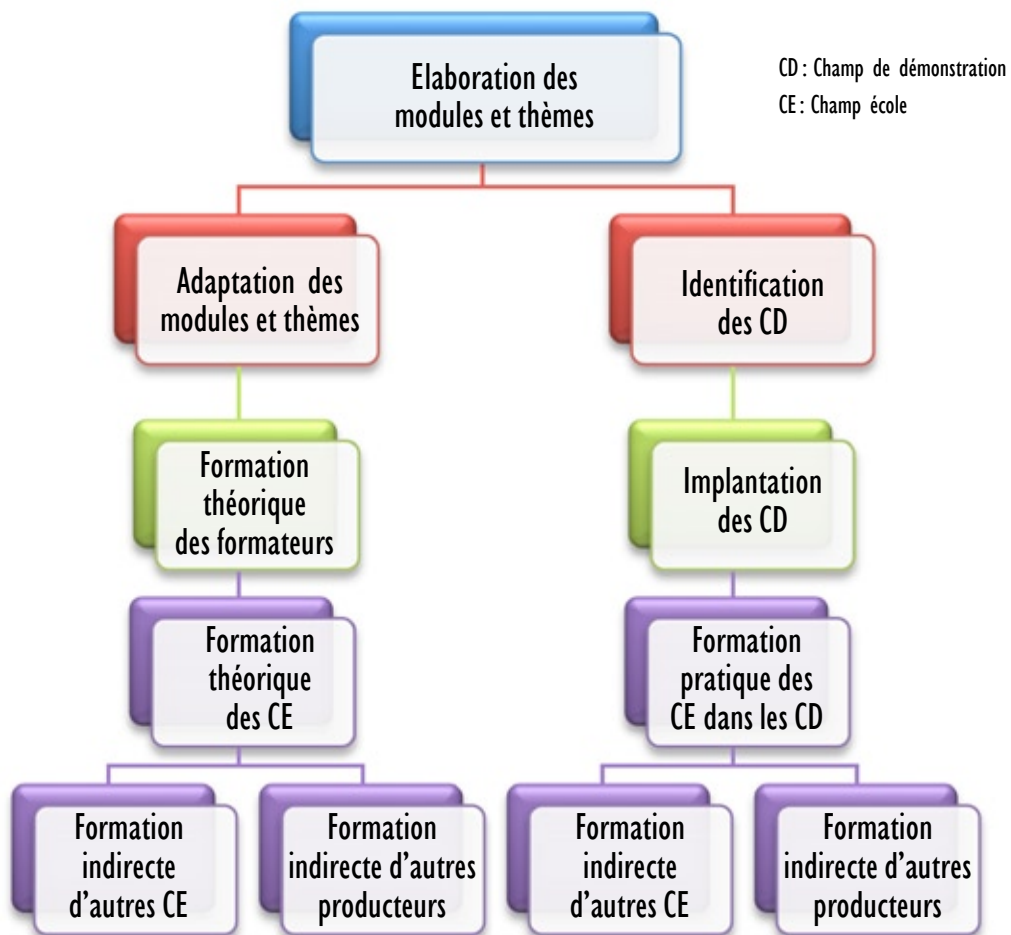 Elaboration des
modules et thèmes
CD : Champ de démonstration
CE : Champ école
Adaptation des
modules et thèmes
Identification
des CD
Formation
théorique
des formateurs
Implantation
des CD
Formation
théorique
des CE
Formation
pratique des
CE dans les CD
Formation
indirecte
d'autres CE
Formation
indirecte d'autres
producteurs
Formation
indirecte
d'autres CE
Formation
indirecte d'autres
producteurs